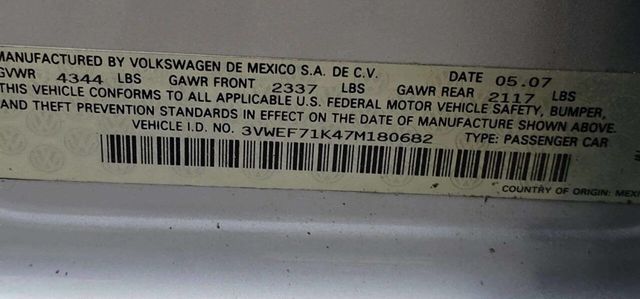 MANUFACTURED BY VOLKSWAGEN DE MEXICO S.A. DE C.V. DATE 05.07
GVWR 4344 LBS GAWR FRONT 2337 LBS GAWR REAR 2117 LBS
THIS VEHICLE CONFORMS TO ALL APPLICABLE U.S. FEDERAL MOTOR VEHICLE SAFETY, BUMPER,
AND THEFT PREVENTION STANDARDS IN EFFECT ON THE DATE OF MANUFACTURE SHOWN ABOVE.
VEHICLE I.D. NO. 3VWEF71K47M180682 TYPE: PASSENGER CAR
COUNTRY OF ORIGIN: MEXI